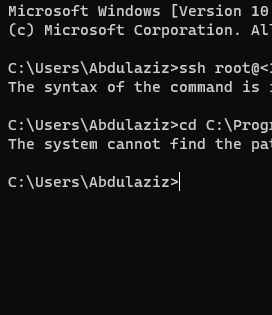 Microsoft Windows [Version 10
(c) Microsoft Corporation. All
C:\Users\Abdulaziz>ssh root@<
The syntax of the command is
C:\Users\Abdulaziz>cd C:\Progr
The system cannot find the pat
C:\Users\Abdulaziz>